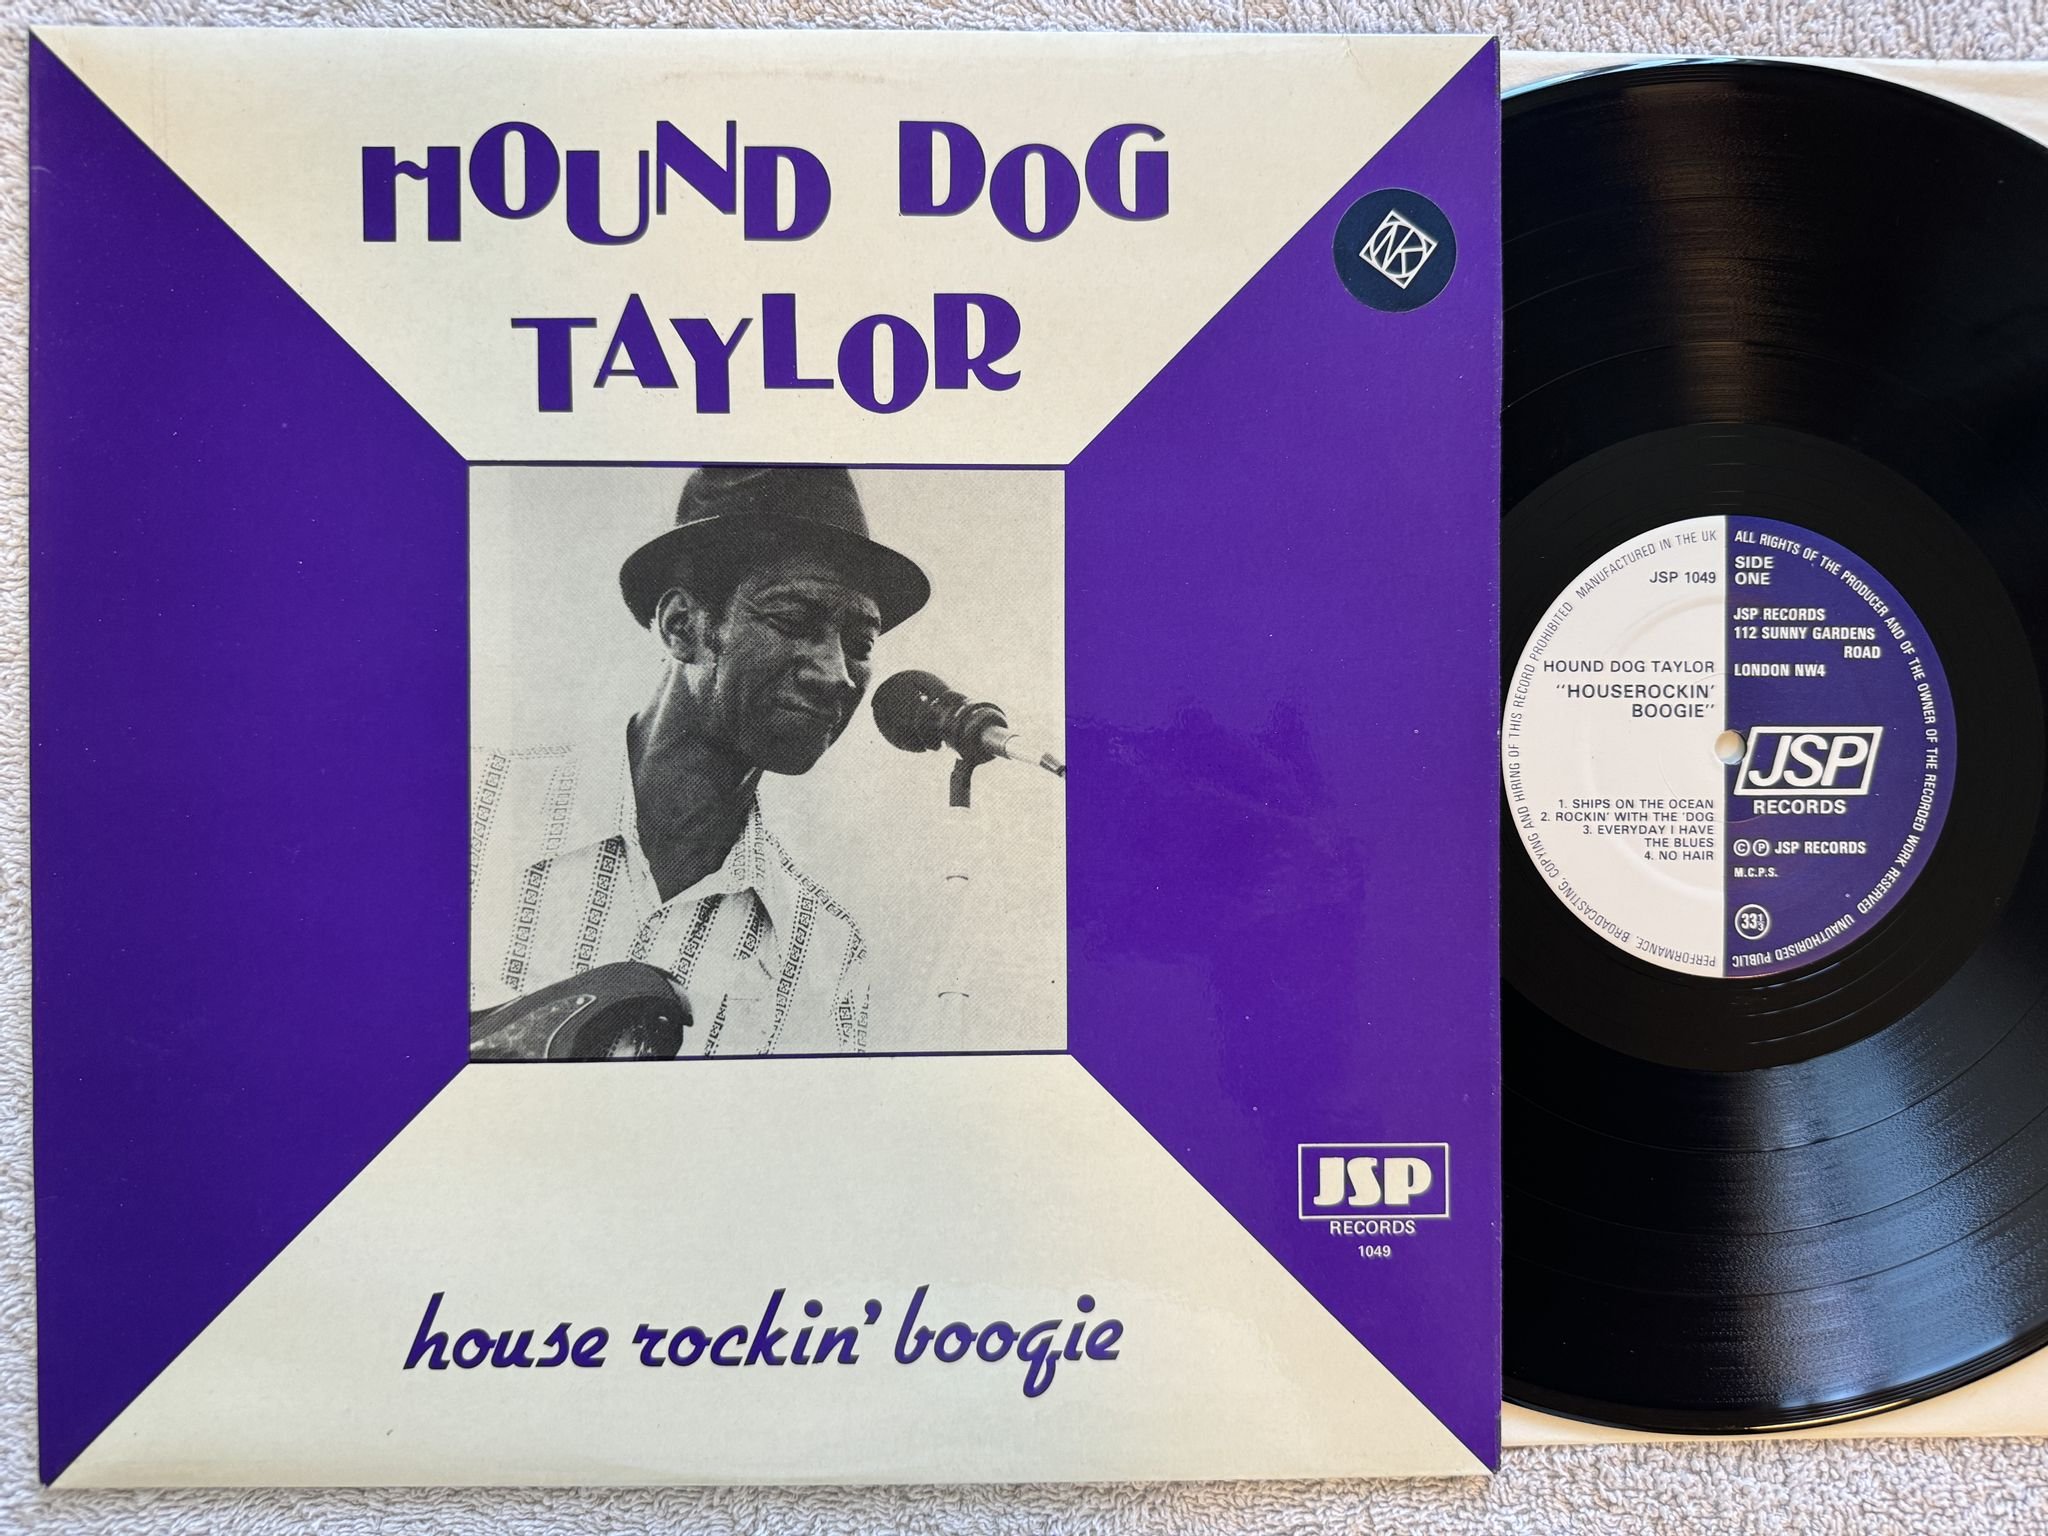 HOUND DOG
TAYLOR
NK
JSP
RECORDS
1049
house rockin' boogie
MANUFACTURED IN THE UK
ALL RIGHTS OF THE PRODUCER AND OF THE OWNER OF THE RECORDED WORK RESERVED UNAUTHORISED PUBLIC
PERFORMANCE, BROADCASTING, COPYING AND HIRING OF THIS RECORD PROHIBITED
JSP 1049
SIDE
ONE
JSP RECORDS
112 SUNNY GARDENS
ROAD
LONDON NW4
HOUND DOG TAYLOR
"HOUSEROCKIN'
BOOGIE"
JSP
RECORDS
1. SHIPS ON THE OCEAN
2. ROCKIN' WITH THE 'DOG
3. EVERYDAY I HAVE
THE BLUES
4. NO HAIR
©℗ JSP RECORDS
M.C.P.S.
33⅓